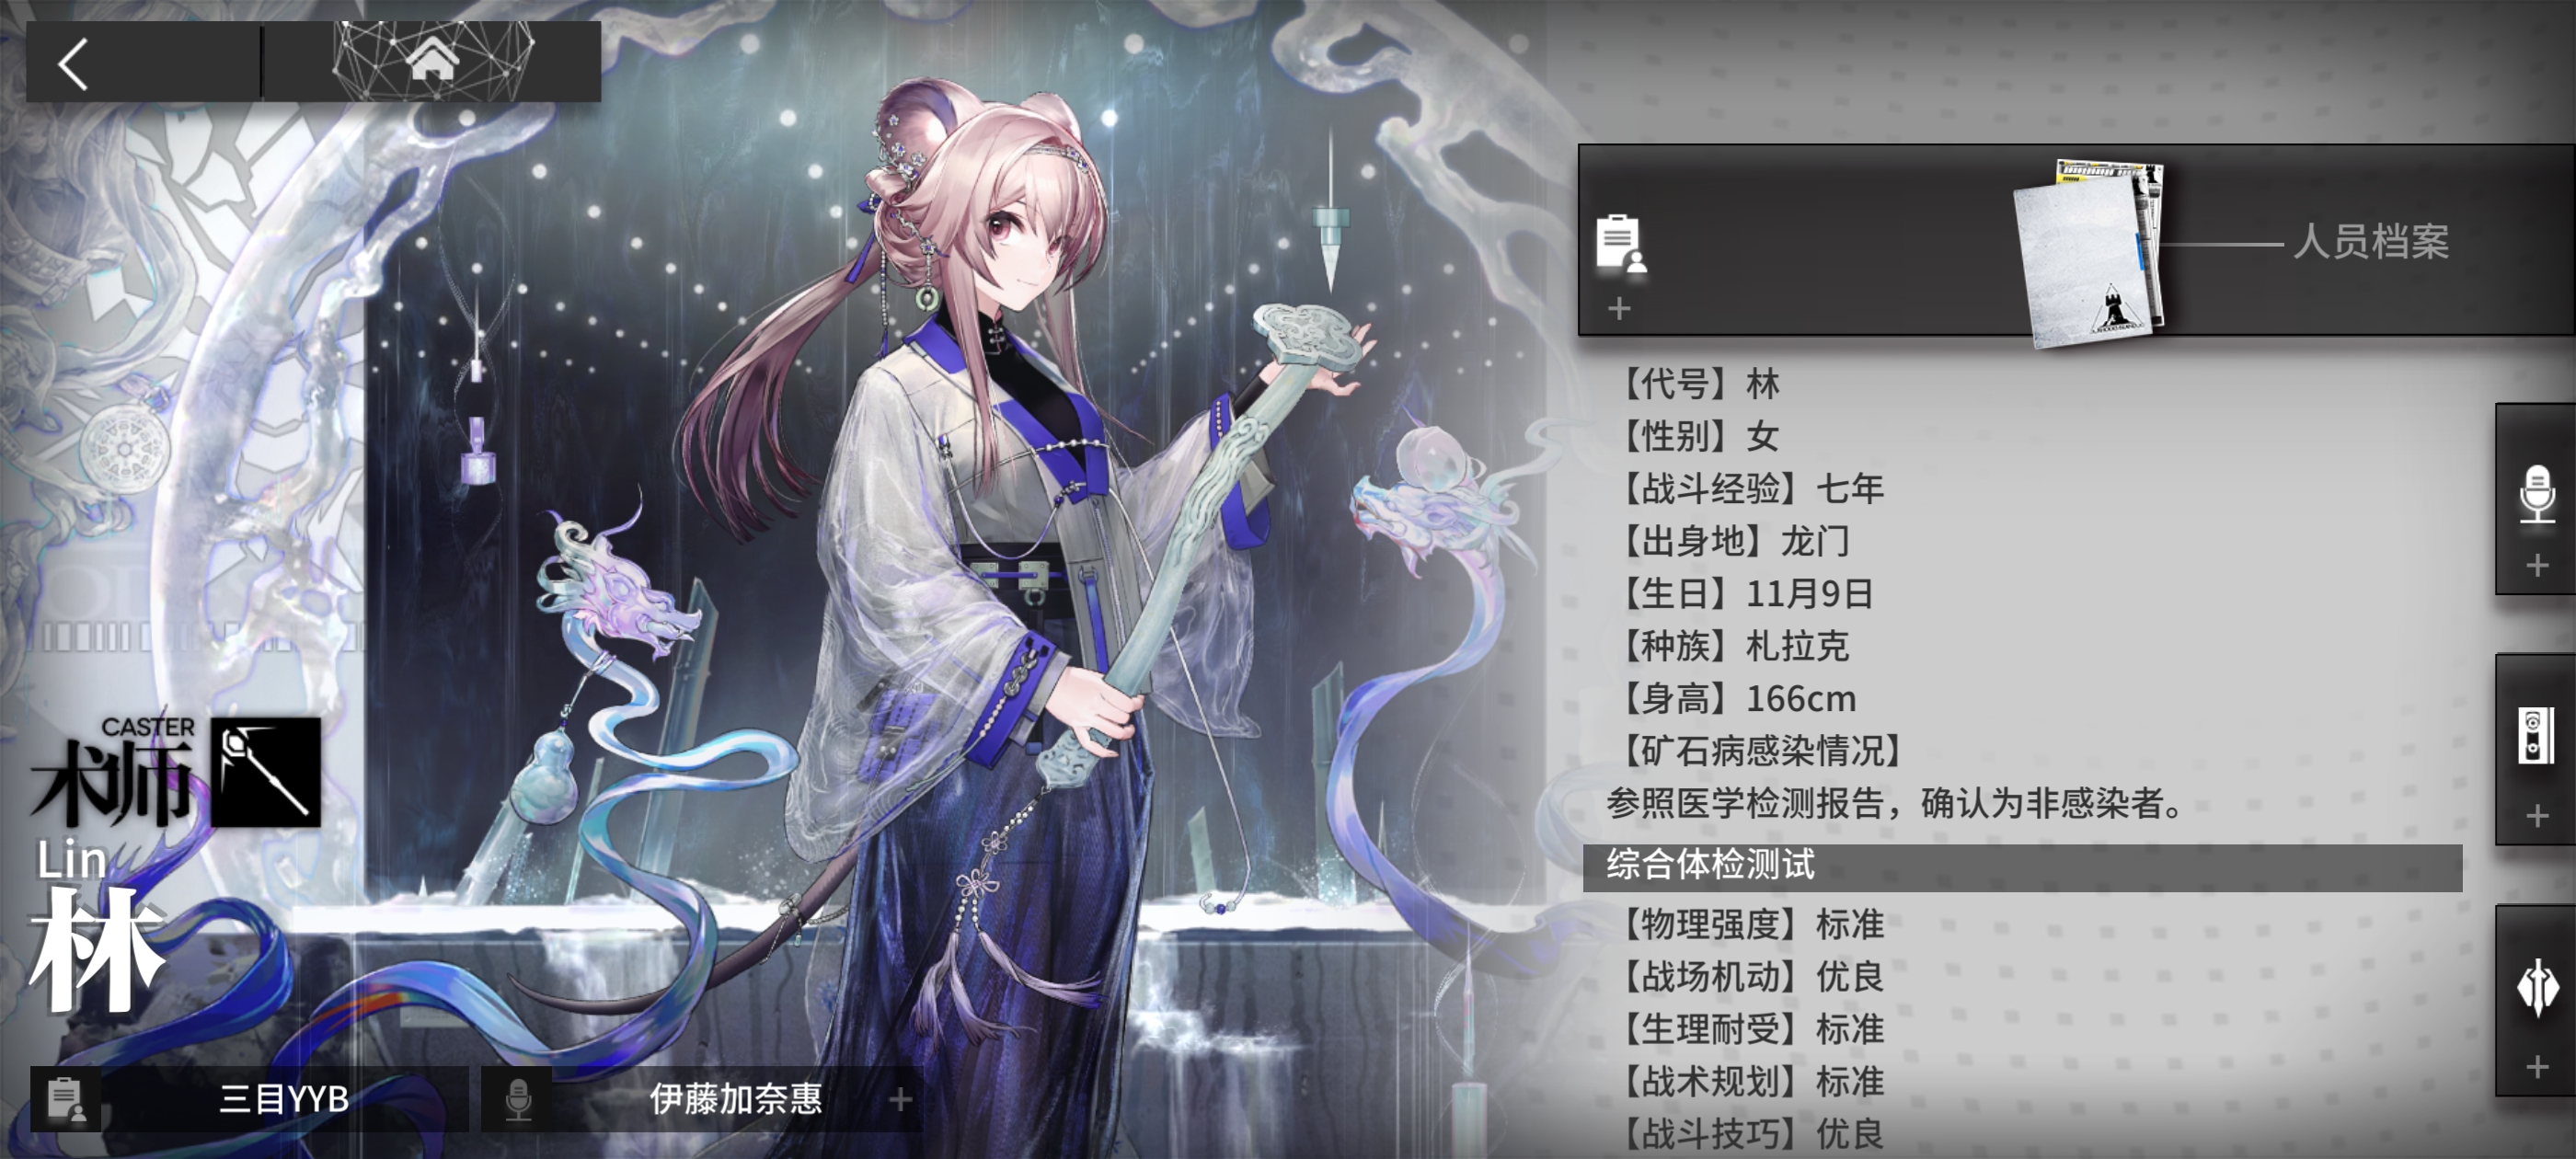 人员档案
【代号】林
【性别】女
【战斗经验】七年
【出身地】龙门
【生日】11月9日
【种族】札拉克
【身高】166cm
【矿石病感染情况】
参照医学检测报告，确认为非感染者。
综合体检测试
【物理强度】标准
【战场机动】优良
【生理耐受】标准
【战术规划】标准
【战斗技巧】优良
CASTER
术师
Lin
林
三目YYB
伊藤加奈惠